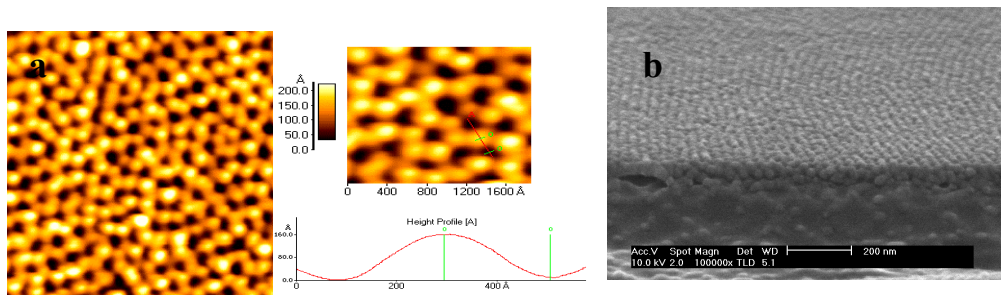 a
Å
200.0
150.0
100.0
50.0
0.0
0 400 800 1200 1600 Å
Height Profile [A]
Å
160.0
80.0
0.0
0 200 400 Å
b
Acc.V Spot Magn Det WD 200 nm
10.0 kV 2.0 100000x TLD 5.1